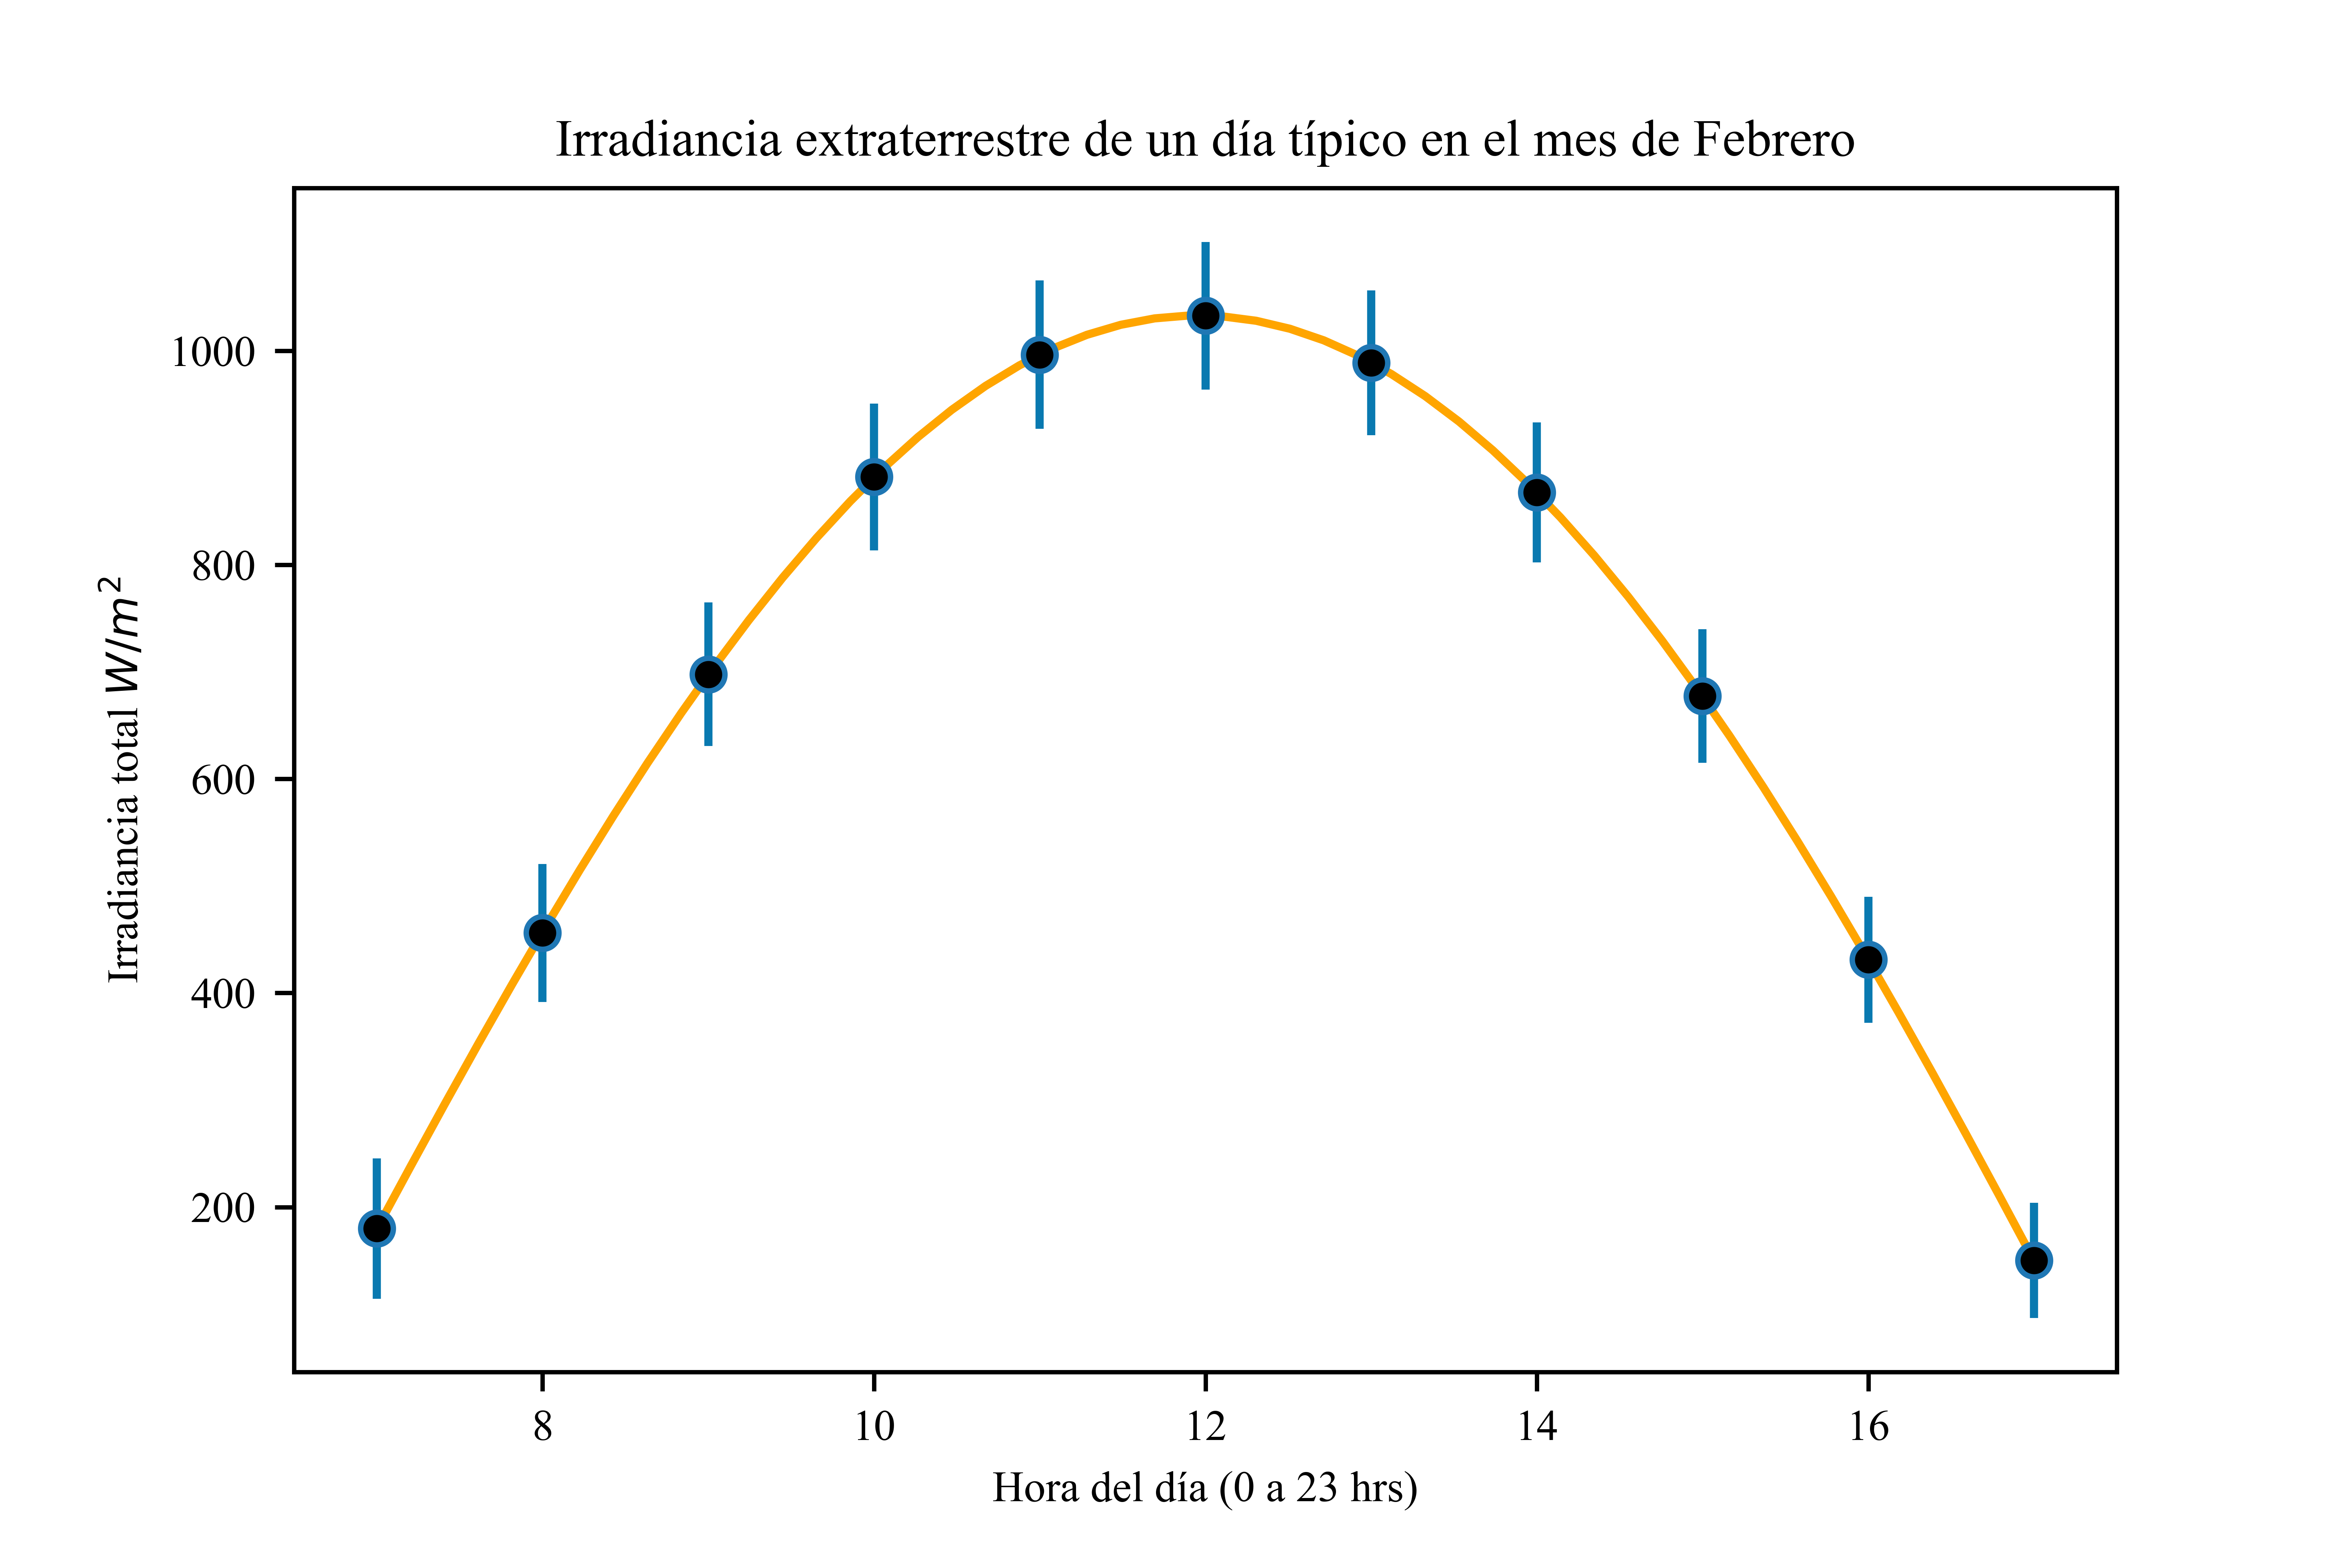 Irradiancia extraterrestre de un día típico en el mes de Febrero
Irradiancia total W/m²
1000
800
600
400
200
8 10 12 14 16
Hora del día (0 a 23 hrs)